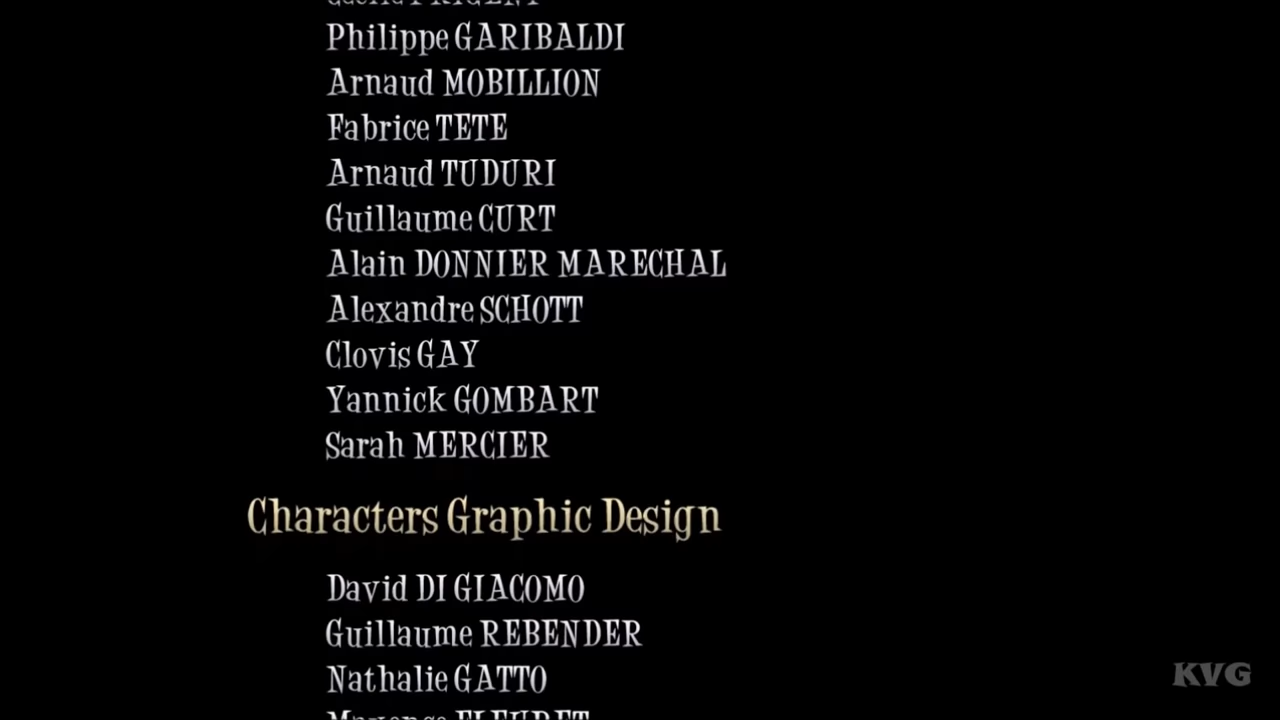 Philippe GARIBALDI
Arnaud MOBILLION
Fabrice TETE
Arnaud TUDURI
Guillaume CURT
Alain DONNIER MARECHAL
Alexandre SCHOTT
Clovis GAY
Yannick GOMBART
Sarah MERCIER
Characters Graphic Design
David DI GIACOMO
Guillaume REBENDER
Nathalie GATTO
KVG